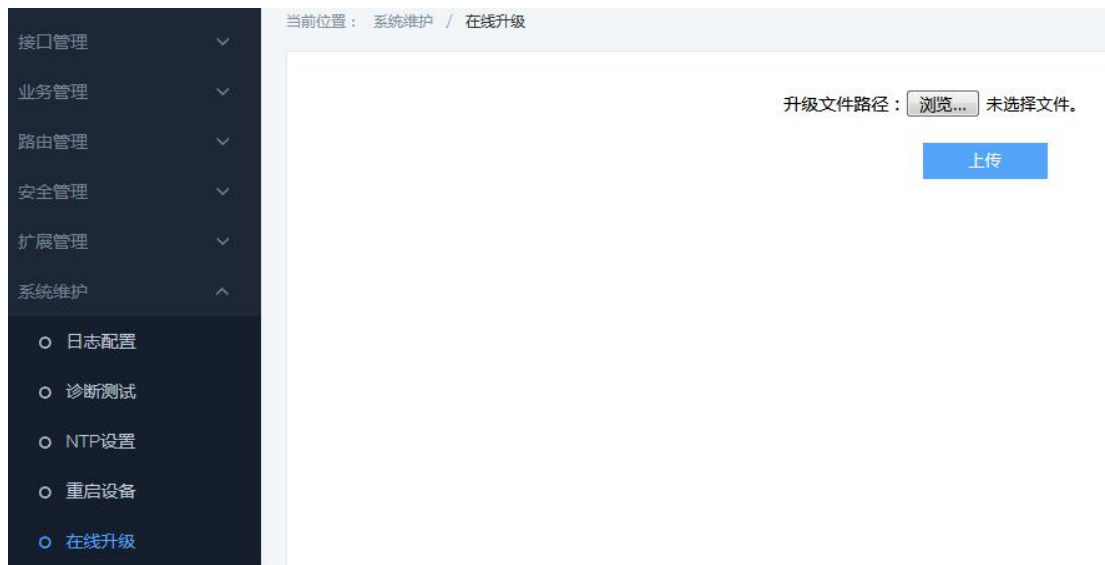 当前位置： 系统维护 / 在线升级
接口管理
业务管理
路由管理
安全管理
扩展管理
系统维护
日志配置
诊断测试
NTP设置
重启设备
在线升级
升级文件路径：浏览... 未选择文件。
上传